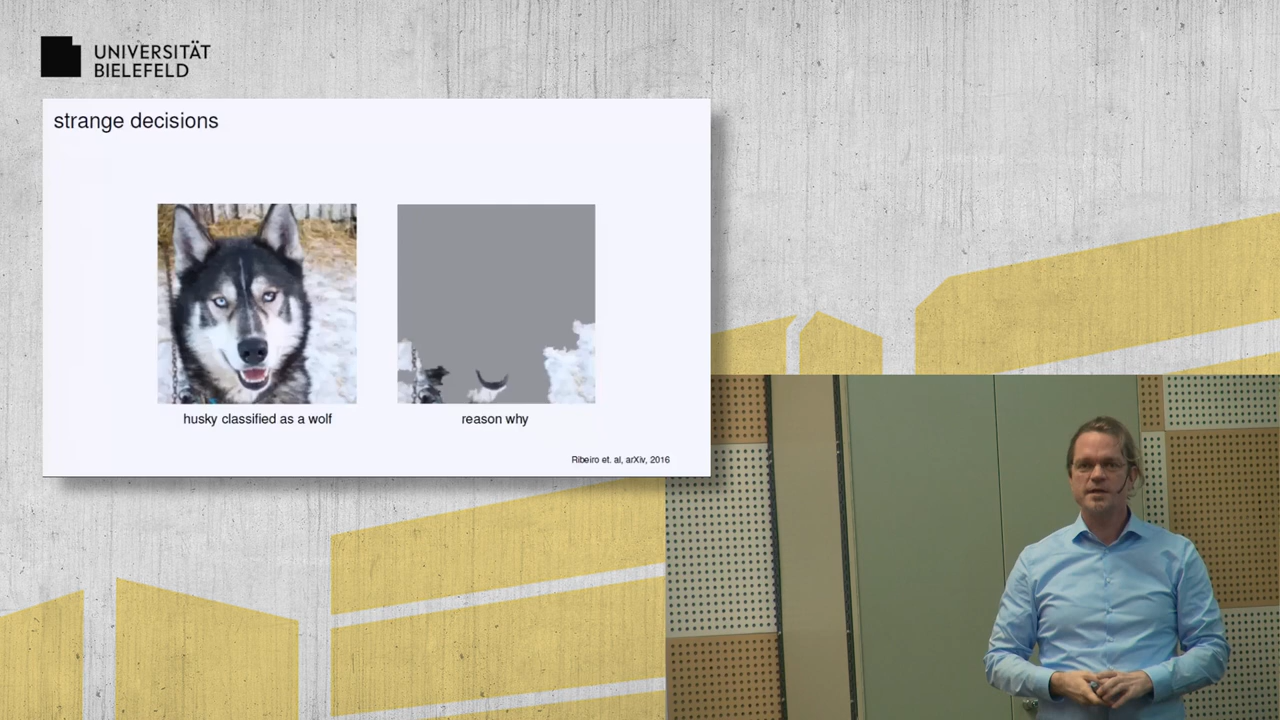 UNIVERSITÄT
BIELEFELD
strange decisions
husky classified as a wolf
reason why
Ribeiro et. al, arXiv, 2016